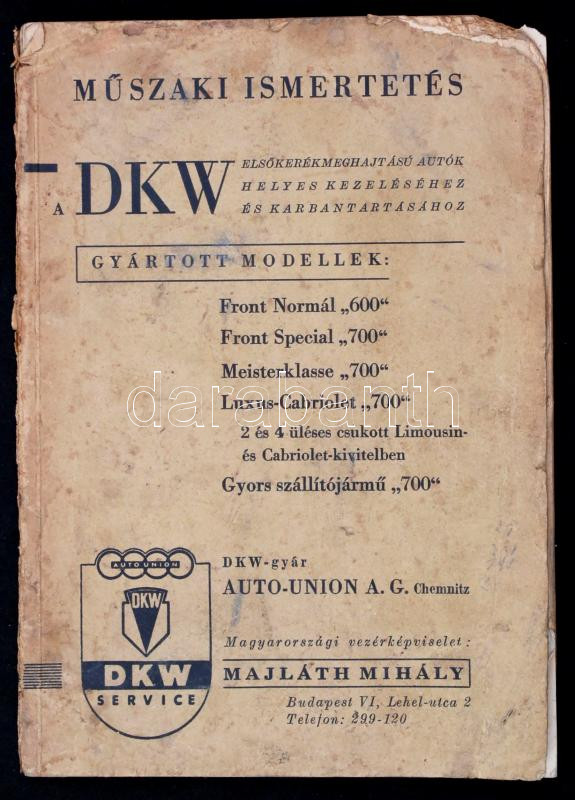 MŰSZAKI ISMERTETÉS
A DKW
ELSŐKERÉKMEGHAJTÁSÚ AUTÓK
HELYES KEZELÉSÉHEZ
ÉS KARBANTARTÁSÁHOZ
GYÁRTOTT MODELLEK:
Front Normál „600“
Front Special „700“
Meisterklasse „700“
Luxus-Cabriolet „700“
2 és 4 üléses csukott Limousin-
és Cabriolet-kivitelben
Gyors szállítójármű „700“
darabanth
DKW-gyár
AUTO-UNION A. G. Chemnitz
AUTO UNION
DKW
DKW
SERVICE
Magyarországi vezérképviselet:
MAJLÁTH MIHÁLY
Budapest VI, Lehel-utca 2
Telefon: 299-120